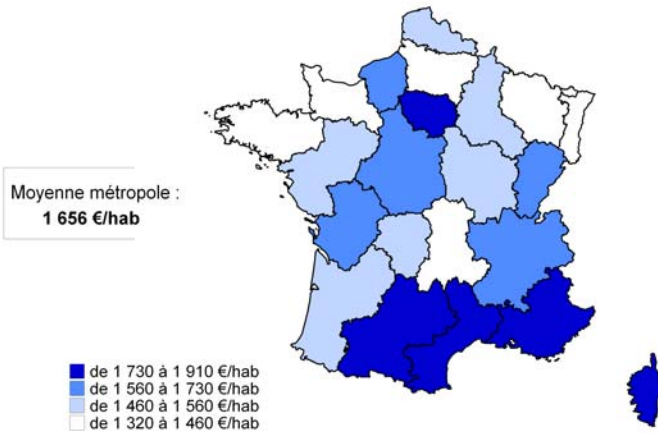 Moyenne métropole :
1 656 €/hab
de 1 730 à 1 910 €/hab
de 1 560 à 1 730 €/hab
de 1 460 à 1 560 €/hab
de 1 320 à 1 460 €/hab